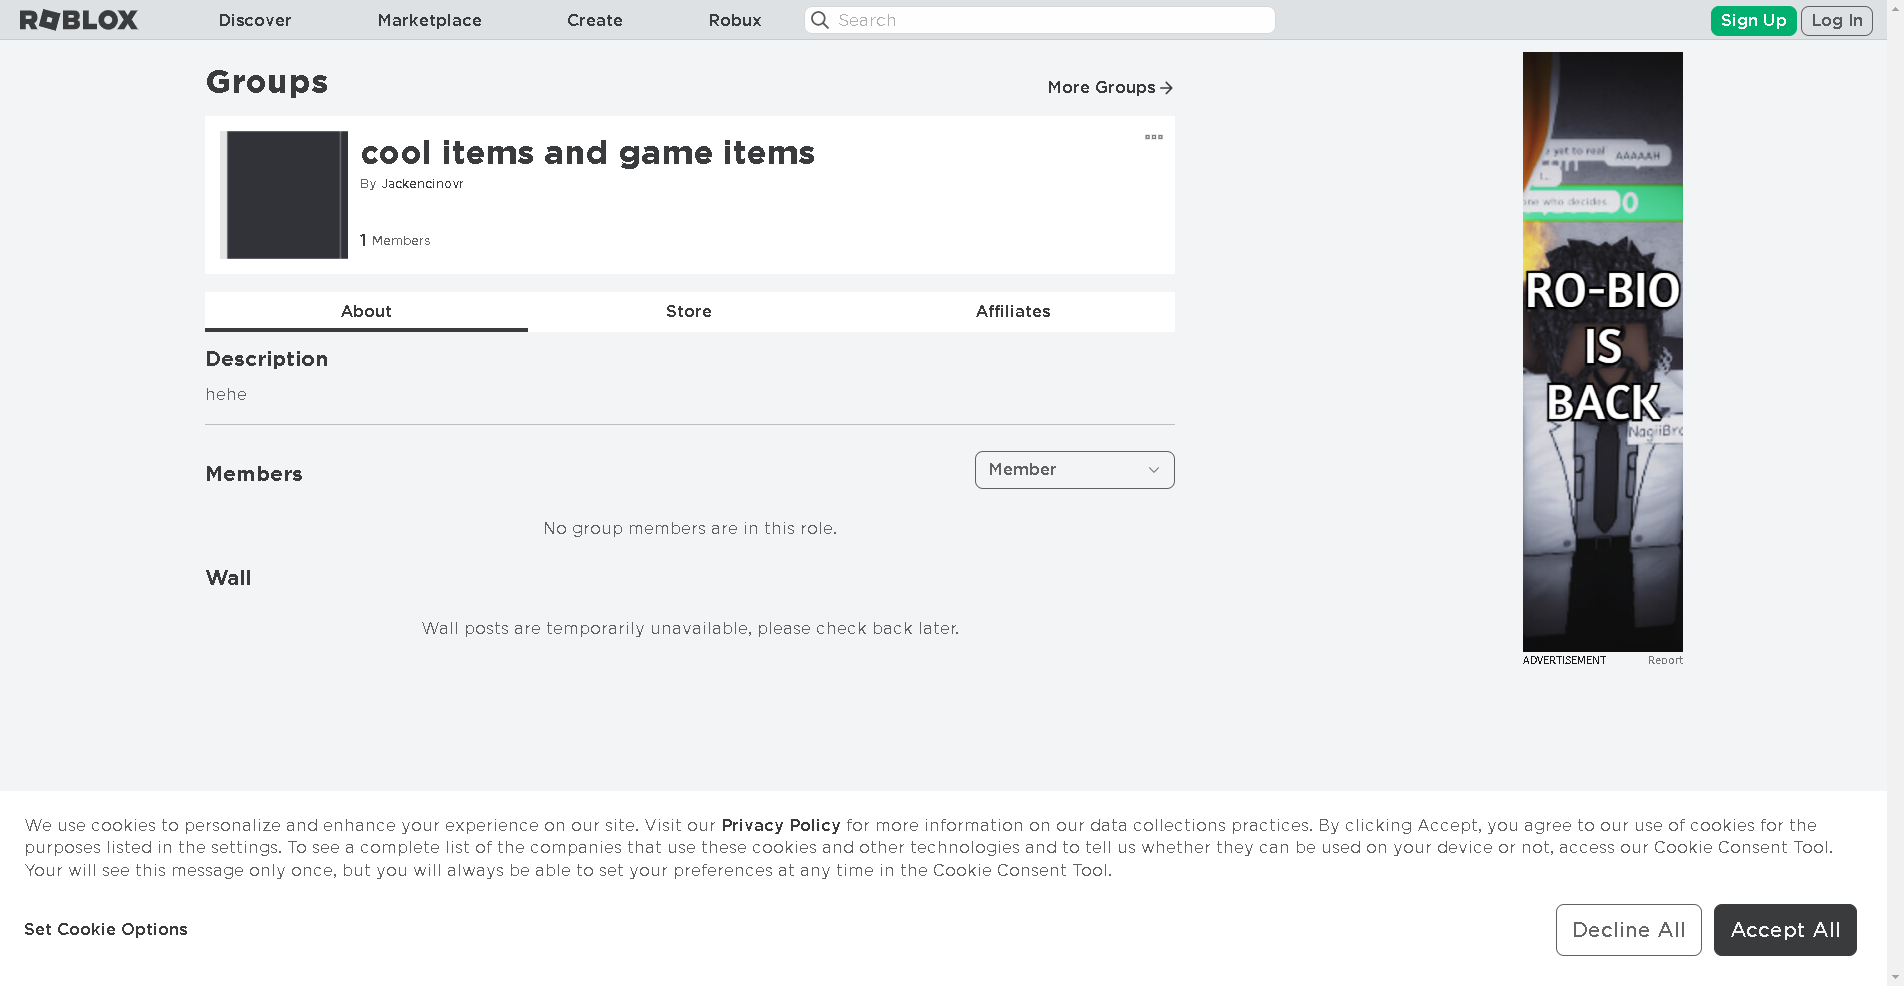 ROBLOX
Discover
Marketplace
Create
Robux
Search
Sign Up
Log In
Groups
More Groups
cool items and game items
By Jackencinovr
1 Members
About
Store
Affiliates
Description
hehe
Members
Member
No group members are in this role.
Wall
Wall posts are temporarily unavailable, please check back later.
yet to real
AAAAAH
one who decides..
0
RO-BIO
IS
BACK
NagiiBro
ADVERTISEMENT
Report
We use cookies to personalize and enhance your experience on our site. Visit our Privacy Policy for more information on our data collections practices. By clicking Accept, you agree to our use of cookies for the
purposes listed in the settings. To see a complete list of the companies that use these cookies and other technologies and to tell us whether they can be used on your device or not, access our Cookie Consent Tool.
Your will see this message only once, but you will always be able to set your preferences at any time in the Cookie Consent Tool.
Set Cookie Options
Decline All
Accept All